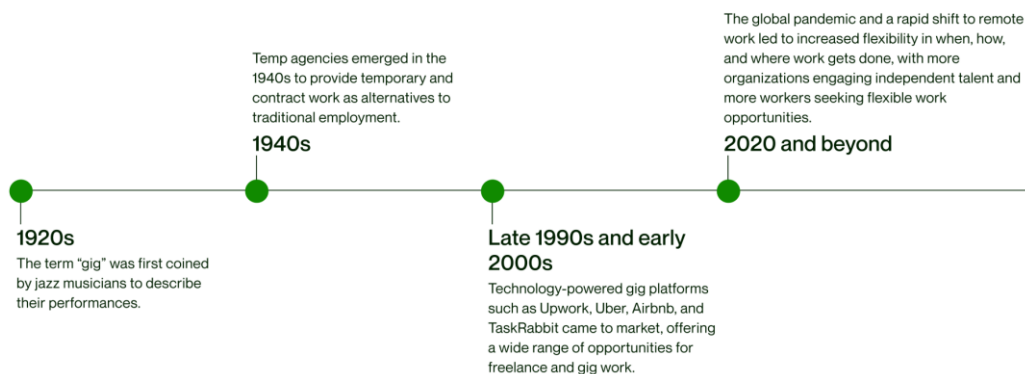 1920s
The term “gig” was first coined
by jazz musicians to describe
their performances.
Temp agencies emerged in the
1940s to provide temporary and
contract work as alternatives to
traditional employment.
1940s
Late 1990s and early
2000s
Technology-powered gig platforms
such as Upwork, Uber, Airbnb, and
TaskRabbit came to market, offering
a wide range of opportunities for
freelance and gig work.
The global pandemic and a rapid shift to remote
work led to increased flexibility in when, how,
and where work gets done, with more
organizations engaging independent talent and
more workers seeking flexible work
opportunities.
2020 and beyond